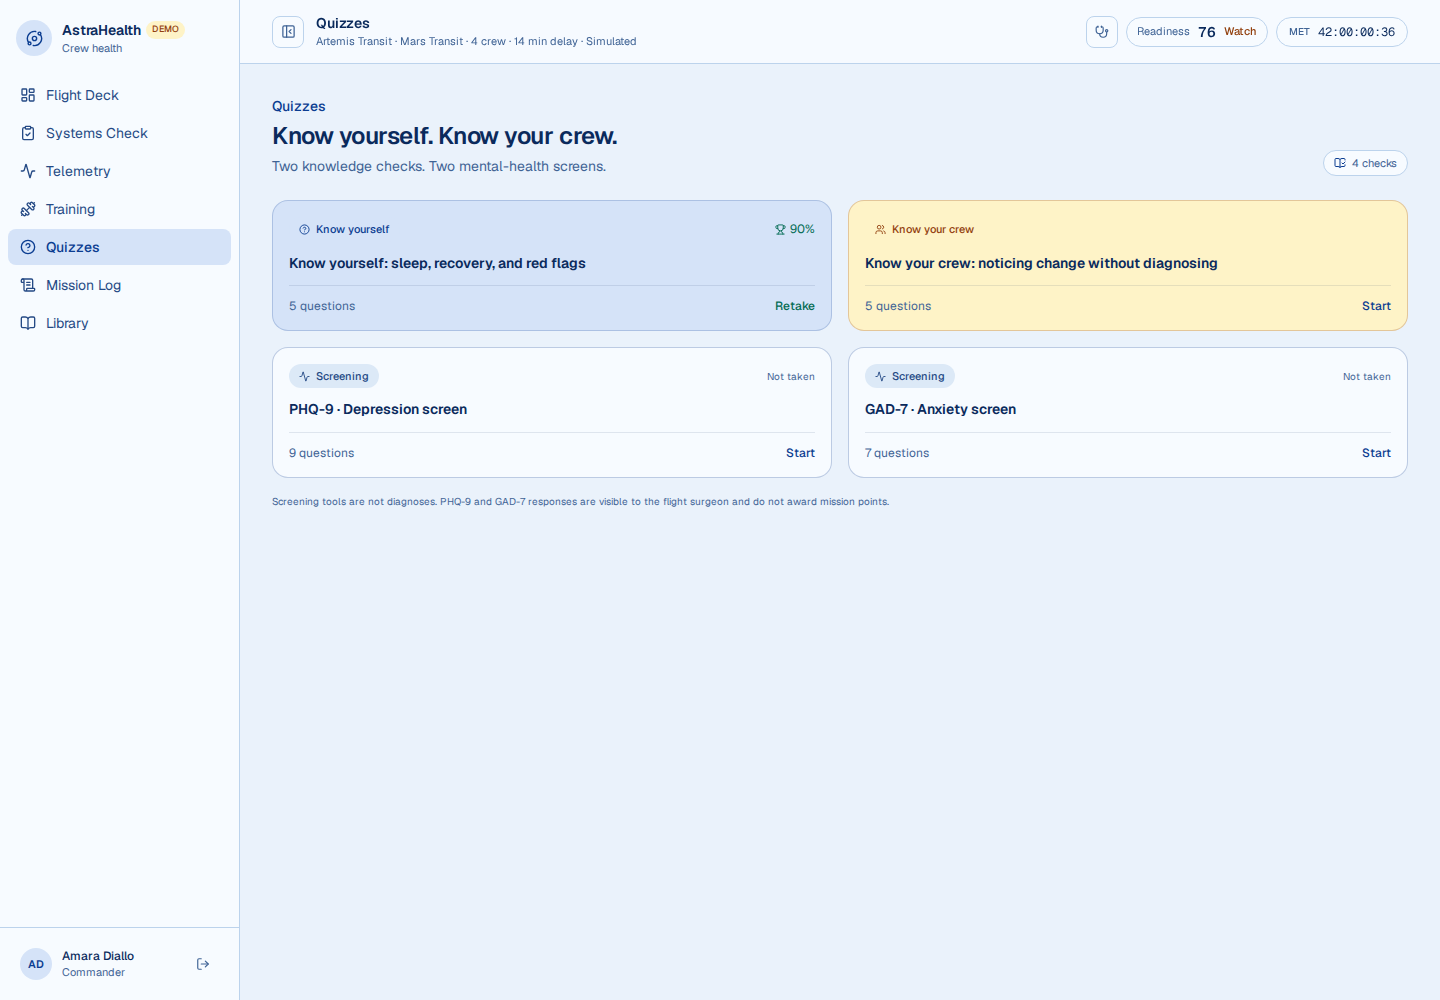 AstraHealth DEMO
Crew health
Flight Deck
Systems Check
Telemetry
Training
Quizzes
Mission Log
Library
AD
Amara Diallo
Commander
Quizzes
Artemis Transit · Mars Transit · 4 crew · 14 min delay · Simulated
Readiness 76 Watch
MET 42:00:00:36
Quizzes
Know yourself. Know your crew.
Two knowledge checks. Two mental-health screens.
4 checks
Know yourself 90%
Know yourself: sleep, recovery, and red flags
5 questions Retake
Know your crew
Know your crew: noticing change without diagnosing
5 questions Start
Screening Not taken
PHQ-9 · Depression screen
9 questions Start
Screening Not taken
GAD-7 · Anxiety screen
7 questions Start
Screening tools are not diagnoses. PHQ-9 and GAD-7 responses are visible to the flight surgeon and do not award mission points.